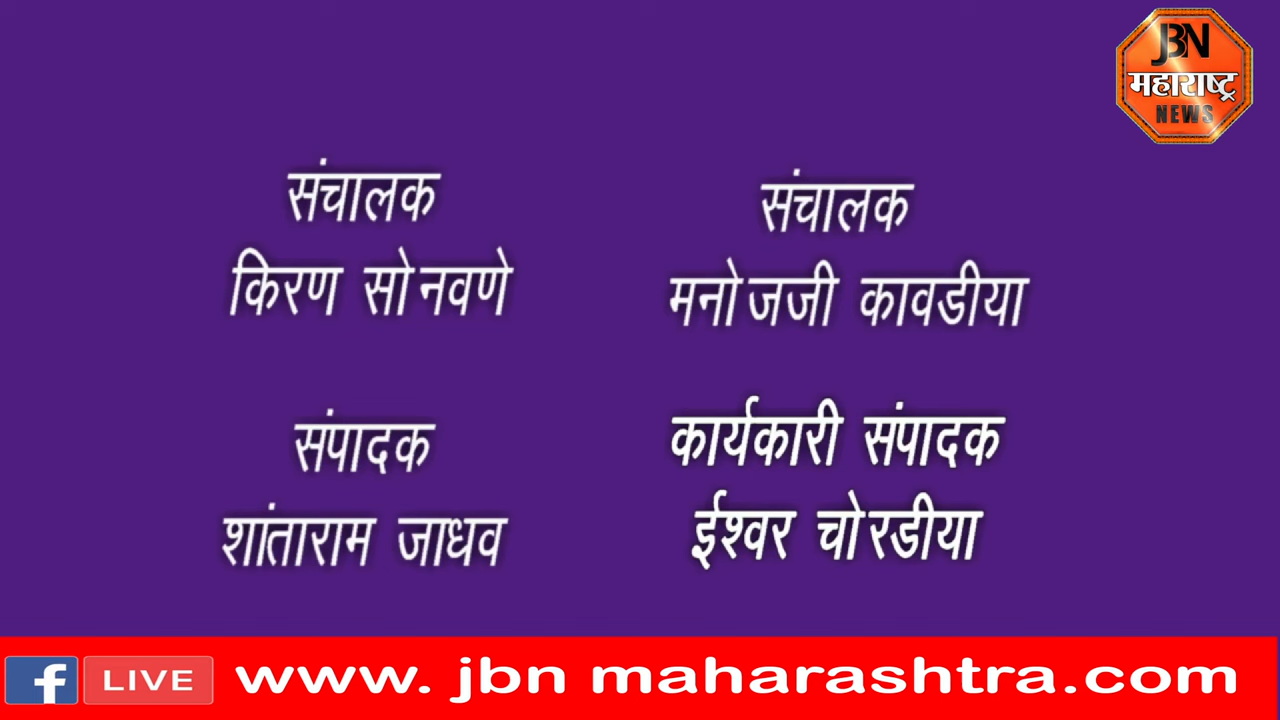 JBN
महाराष्ट्र
NEWS
संचालक
किरण सोनवणे
संचालक
मनोजजी कावडीया
संपादक
शांताराम जाधव
कार्यकारी संपादक
ईश्वर चोरडीया
f LIVE www. jbn maharashtra.com